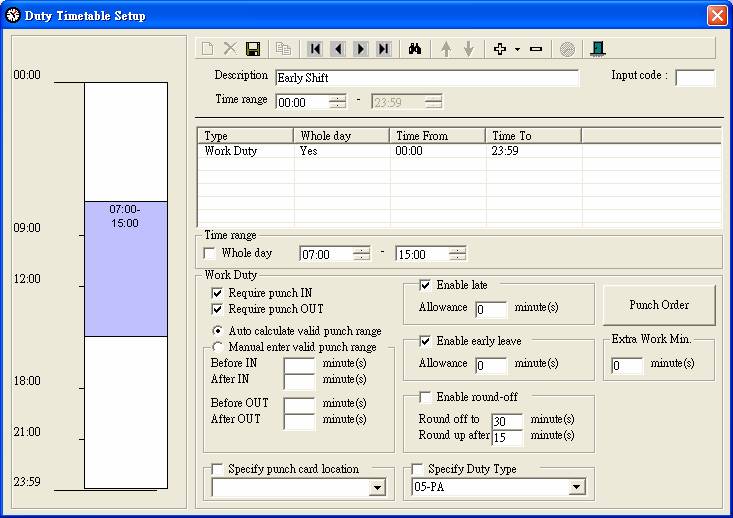 Duty Timetable Setup
Description Early Shift Input code :
Time range 00:00 - 23:59
Type Whole day Time From Time To
Work Duty Yes 00:00 23:59
00:00
07:00-
15:00
09:00
12:00
18:00
21:00
23:59
Time range
Whole day 07:00 - 15:00
Work Duty
Require punch IN
Require punch OUT
Auto calculate valid punch range
Manual enter valid punch range
Before IN minute(s)
After IN minute(s)
Before OUT minute(s)
After OUT minute(s)
Enable late
Allowance 0 minute(s)
Enable early leave
Allowance 0 minute(s)
Enable round-off
Round off to 30 minute(s)
Round up after 15 minute(s)
Punch Order
Extra Work Min.
0 minute(s)
Specify punch card location
Specify Duty Type
05-PA